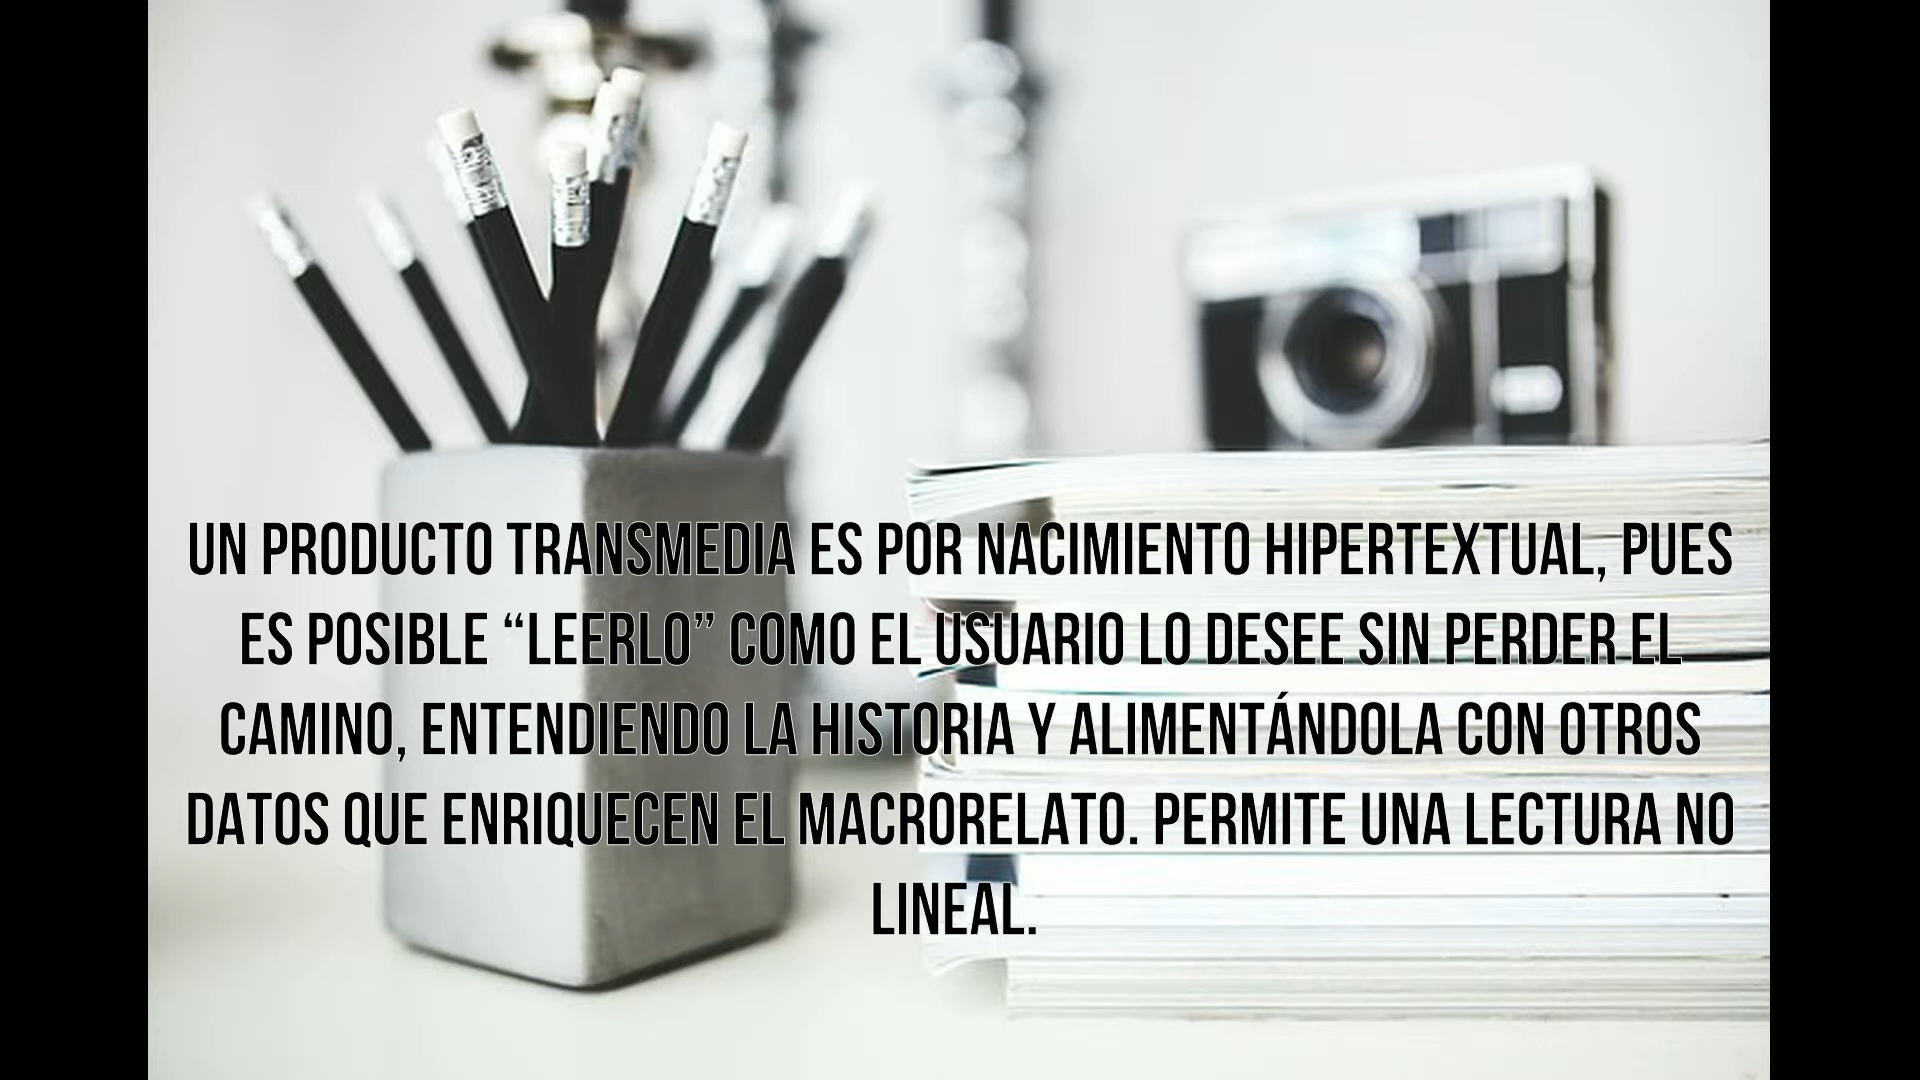 UN PRODUCTO TRANSMEDIA ES POR NACIMIENTO HIPERTEXTUAL, PUES
ES POSIBLE “LEERLO” COMO EL USUARIO LO DESEE SIN PERDER EL
CAMINO, ENTENDIENDO LA HISTORIA Y ALIMENTÁNDOLA CON OTROS
DATOS QUE ENRIQUECEN EL MACRORELATO. PERMITE UNA LECTURA NO
LINEAL.